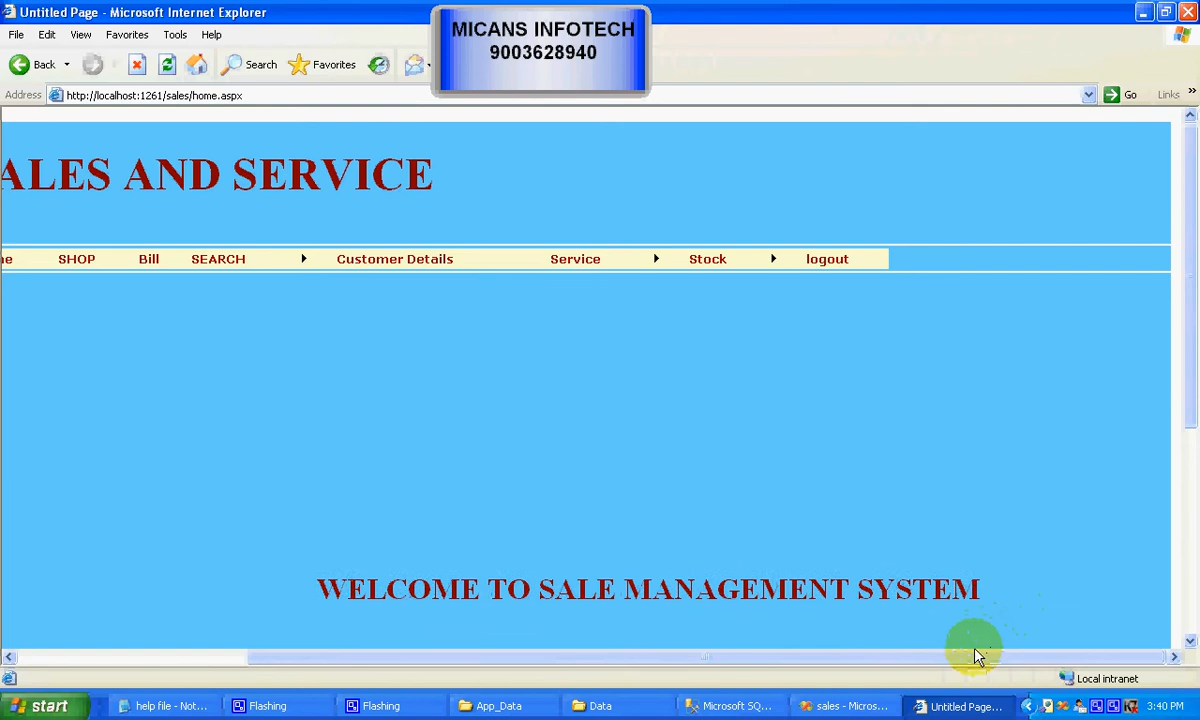 Untitled Page - Microsoft Internet Explorer
MICANS INFOTECH
9003628940
File Edit View Favorites Tools Help
Back Search Favorites
Address http://localhost:1261/sales/home.aspx Go Links »
ALES AND SERVICE
ne SHOP Bill SEARCH Customer Details Service Stock logout
WELCOME TO SALE MANAGEMENT SYSTEM
Local intranet
start help file - Not... Flashing Flashing App_Data Data Microsoft SQ... sales - Micros... Untitled Page... 3:40 PM